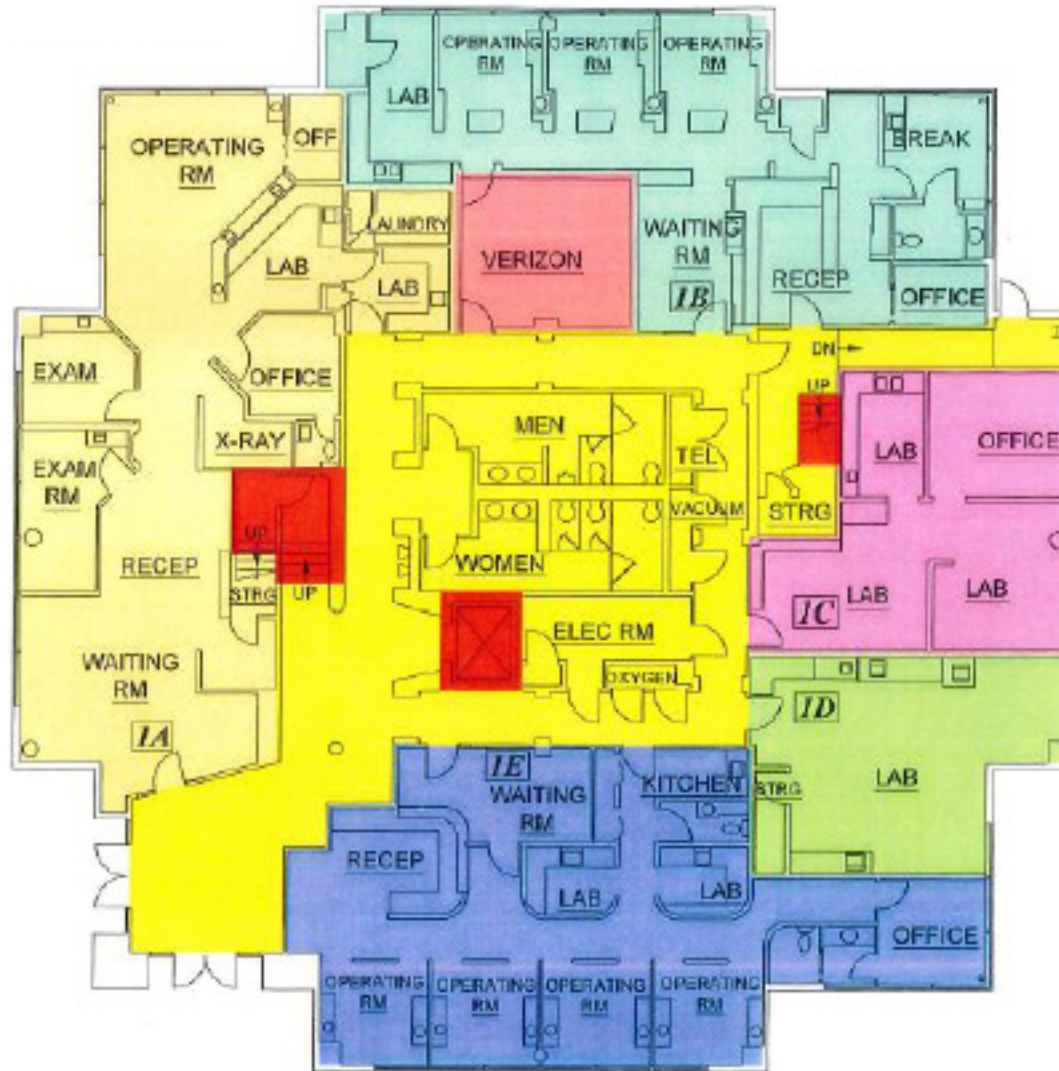 OPERATING
RM
OPERATING
RM
OPERATING
RM
LAB
OPERATING
RM
OFF
BREAK
LAUNDRY
LAB
LAB
VERIZON
WAITING
RM
1B
RECEP
OFFICE
EXAM
OFFICE
DN
UP
X-RAY
MEN
TEL
LAB
OFFICE
EXAM
RM
VACUUM
STRG
UP
RECEP
WOMEN
STRG
UP
LAB
LAB
1C
ELEC RM
WAITING
RM
OXYGEN
1A
1D
1E
WAITING
RM
KITCHEN
STRG
LAB
RECEP
LAB
LAB
OFFICE
OPERATING
RM
OPERATING
RM
OPERATING
RM
OPERATING
RM